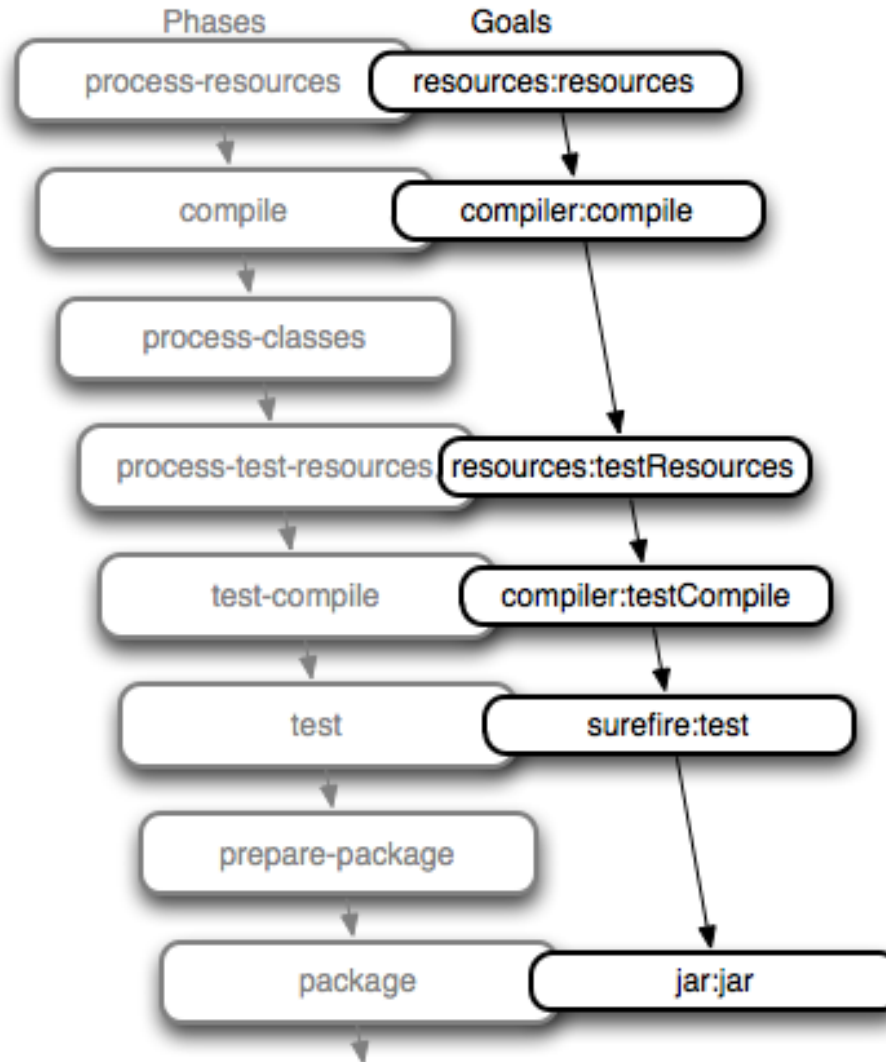 Phases Goals
process-resources resources:resources
compile compiler:compile
process-classes
process-test-resources resources:testResources
test-compile compiler:testCompile
test surefire:test
prepare-package
package jar:jar